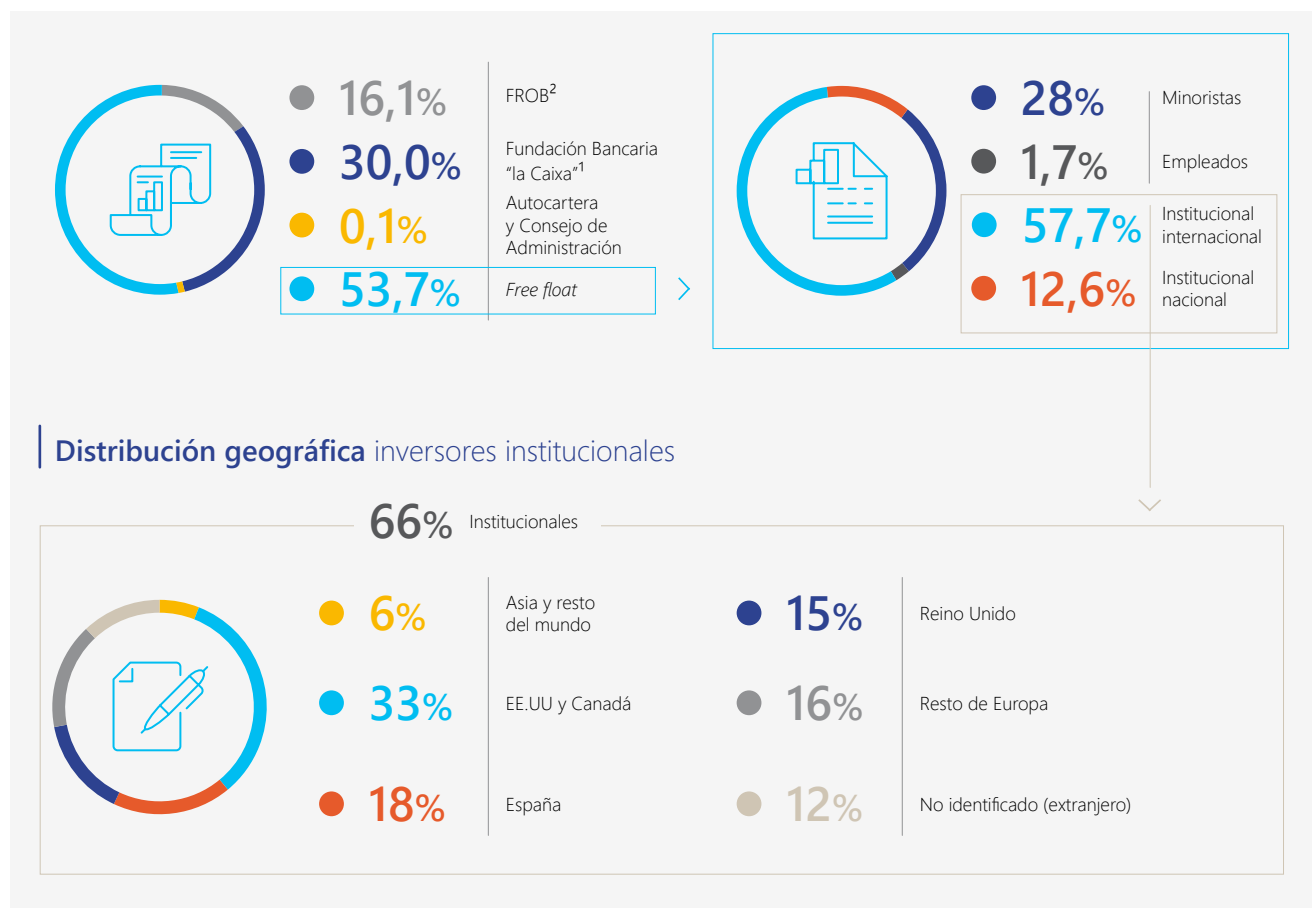 16,1% FROB²
30,0% Fundación Bancaria
“la Caixa”¹
0,1% Autocartera
y Consejo de
Administración
53,7% Free float
28% Minoristas
1,7% Empleados
57,7% Institucional
internacional
12,6% Institucional
nacional
Distribución geográfica inversores institucionales
66% Institucionales
6% Asia y resto
del mundo
33% EE.UU y Canadá
18% España
15% Reino Unido
16% Resto de Europa
12% No identificado (extranjero)